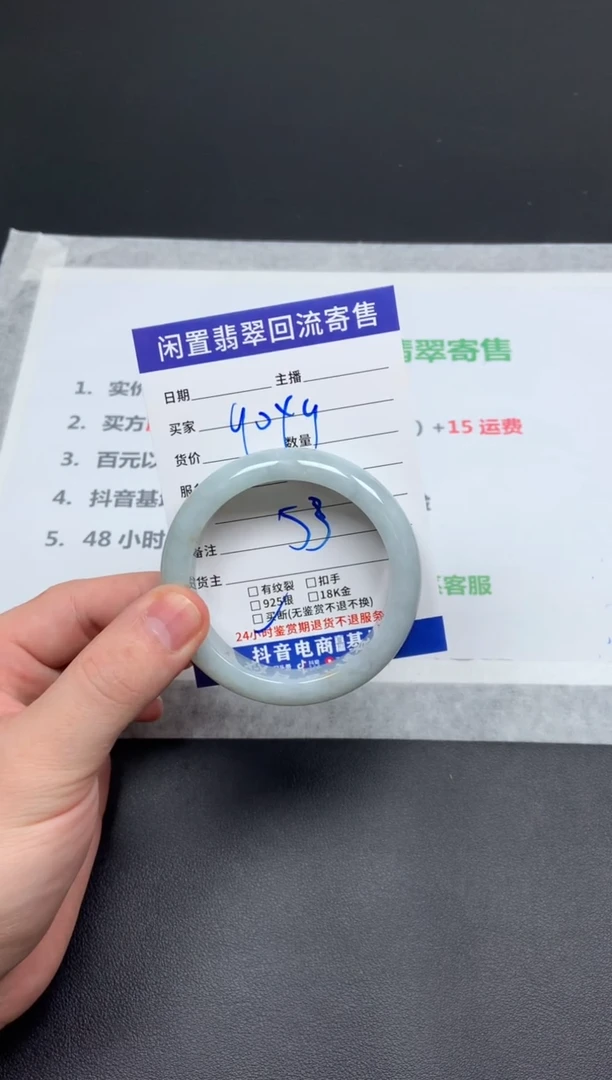 闲置翡翠回流寄售
日期 主播
买家 4044
货价 数量
服
53
备注
货主
□有纹裂 □扣手
□925银 □18K金
□买断(无鉴赏不退不换)
24小时鉴赏期退货不退服务
抖音电商
抖音
翡翠寄售
1. 实价
2. 买方 ) +15 运费
3. 百元以
4. 抖音基
5. 48 小时
客服